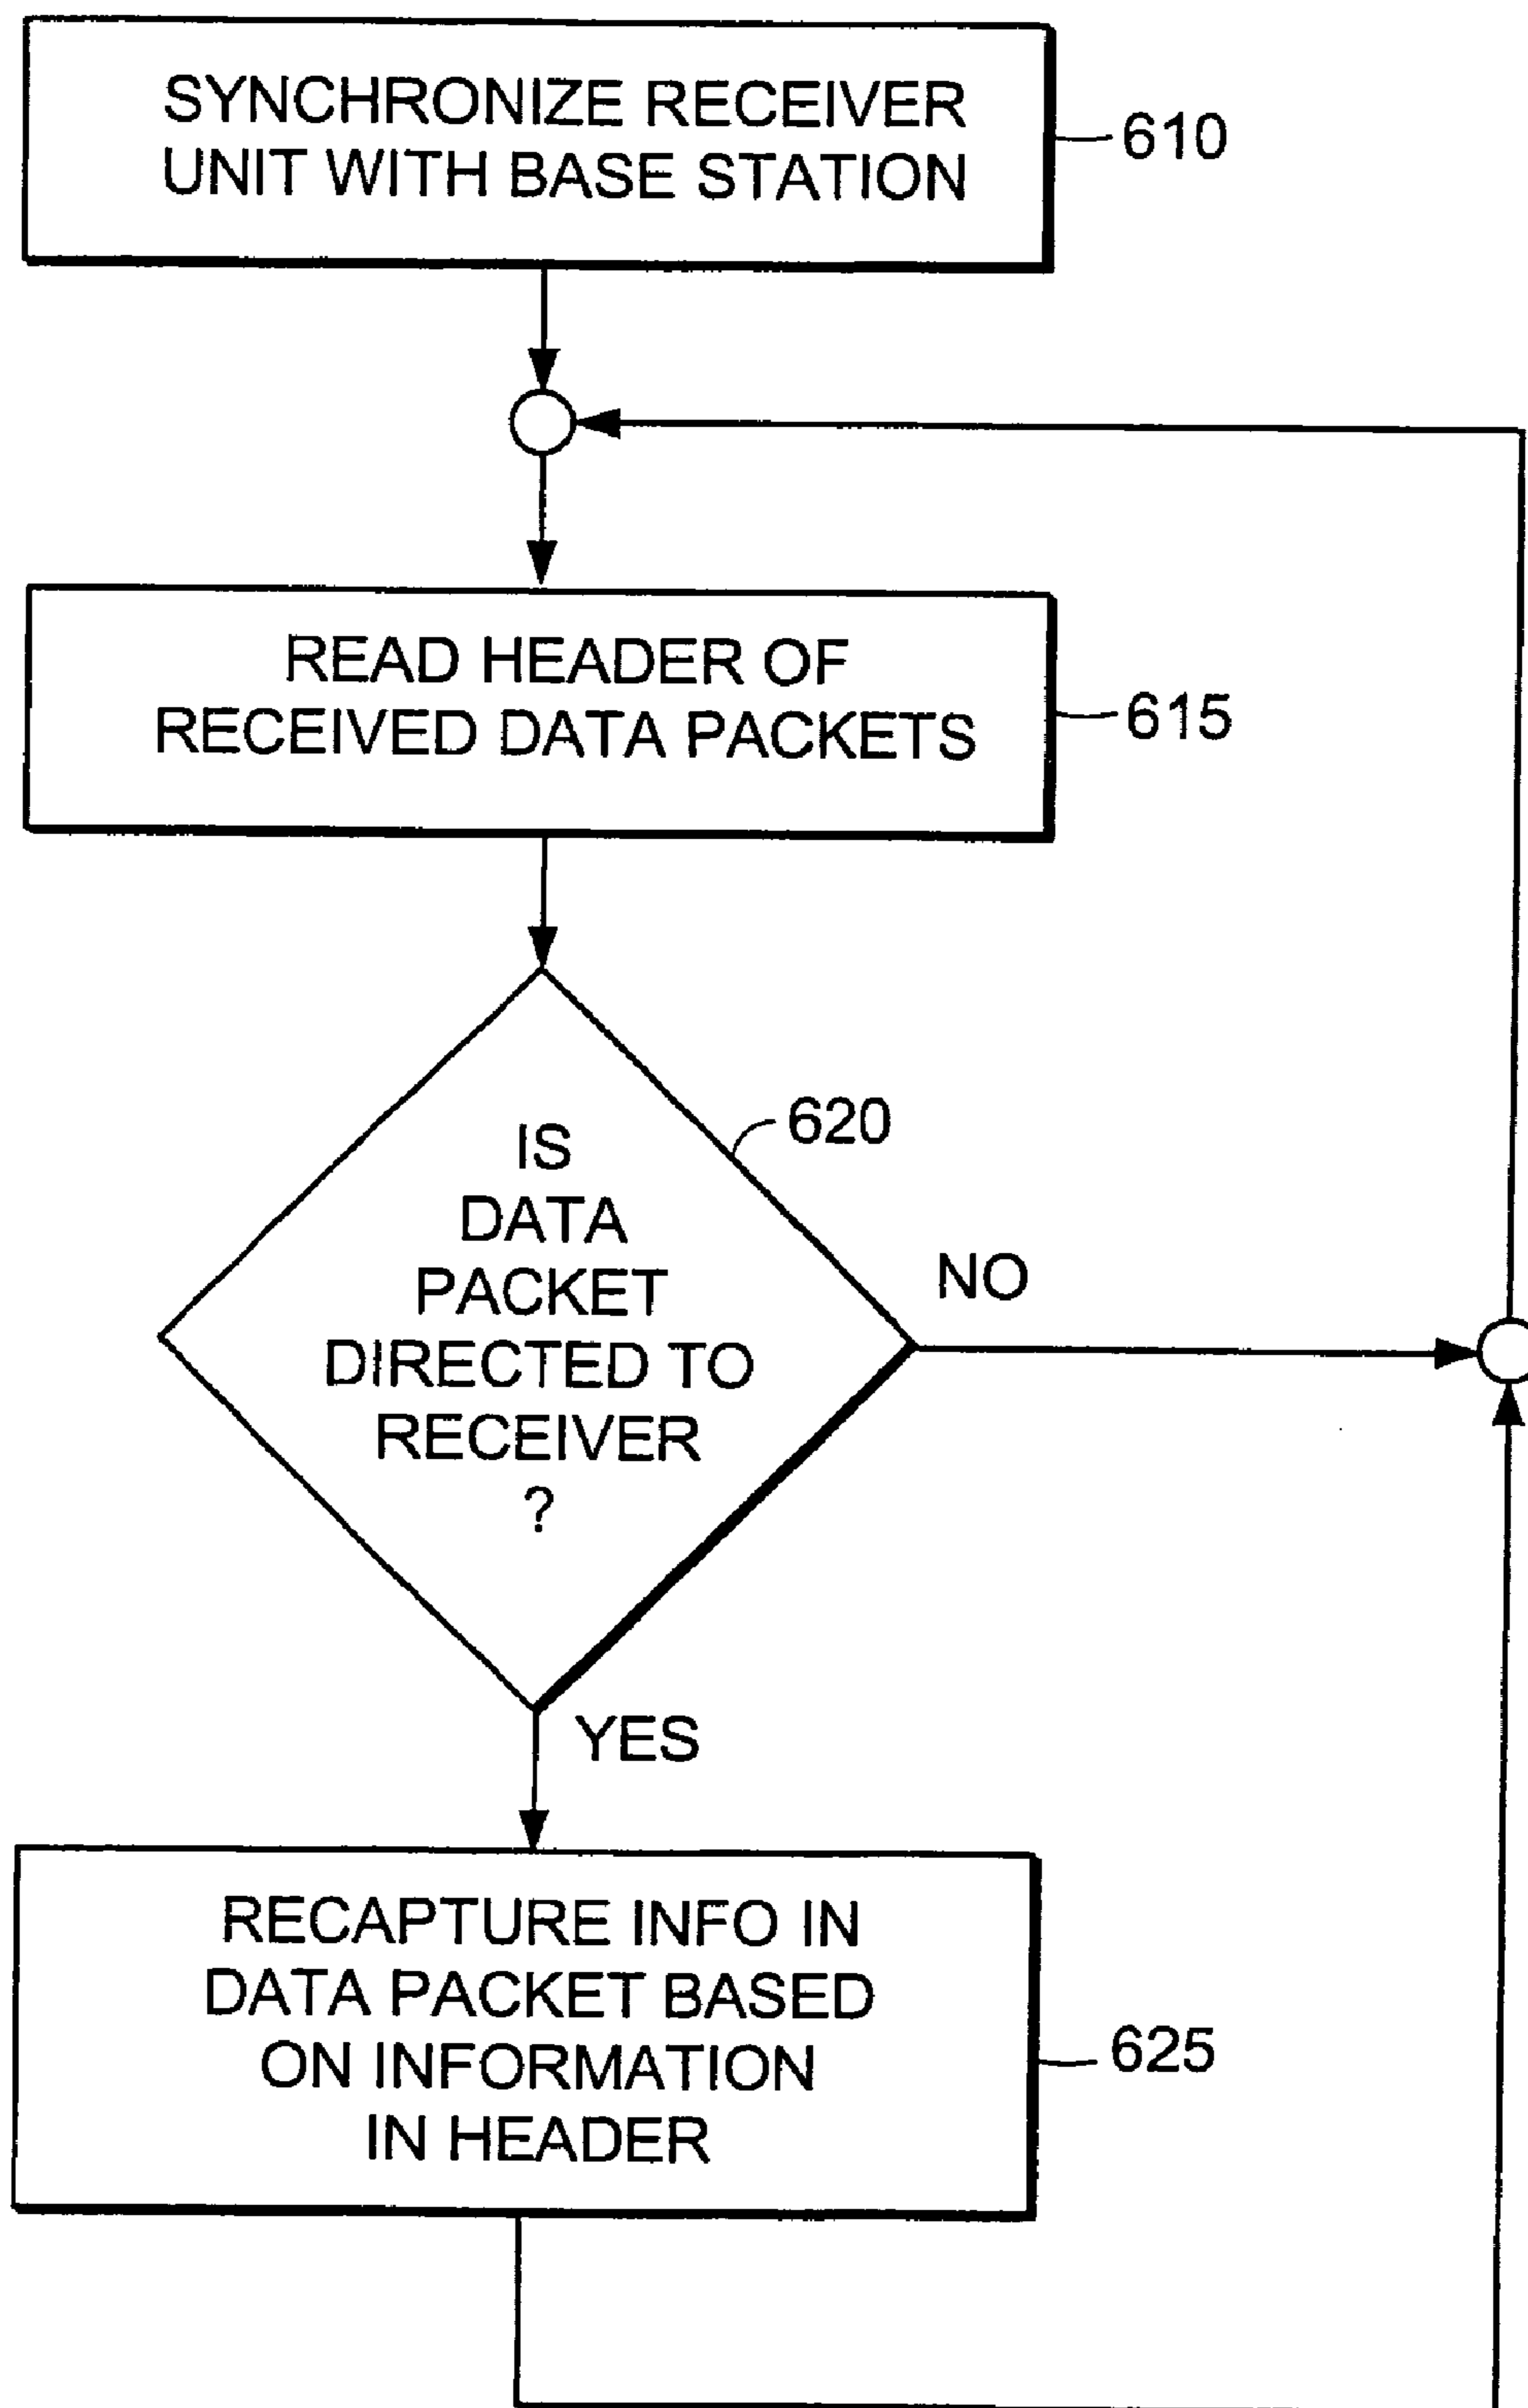 SYNCHRONIZE RECEIVER
UNIT WITH BASE STATION
610
READ HEADER OF
RECEIVED DATA PACKETS
615
620
IS
DATA
PACKET
DIRECTED TO
RECEIVER
?
NO
YES
RECAPTURE INFO IN
DATA PACKET BASED
ON INFORMATION
IN HEADER
625